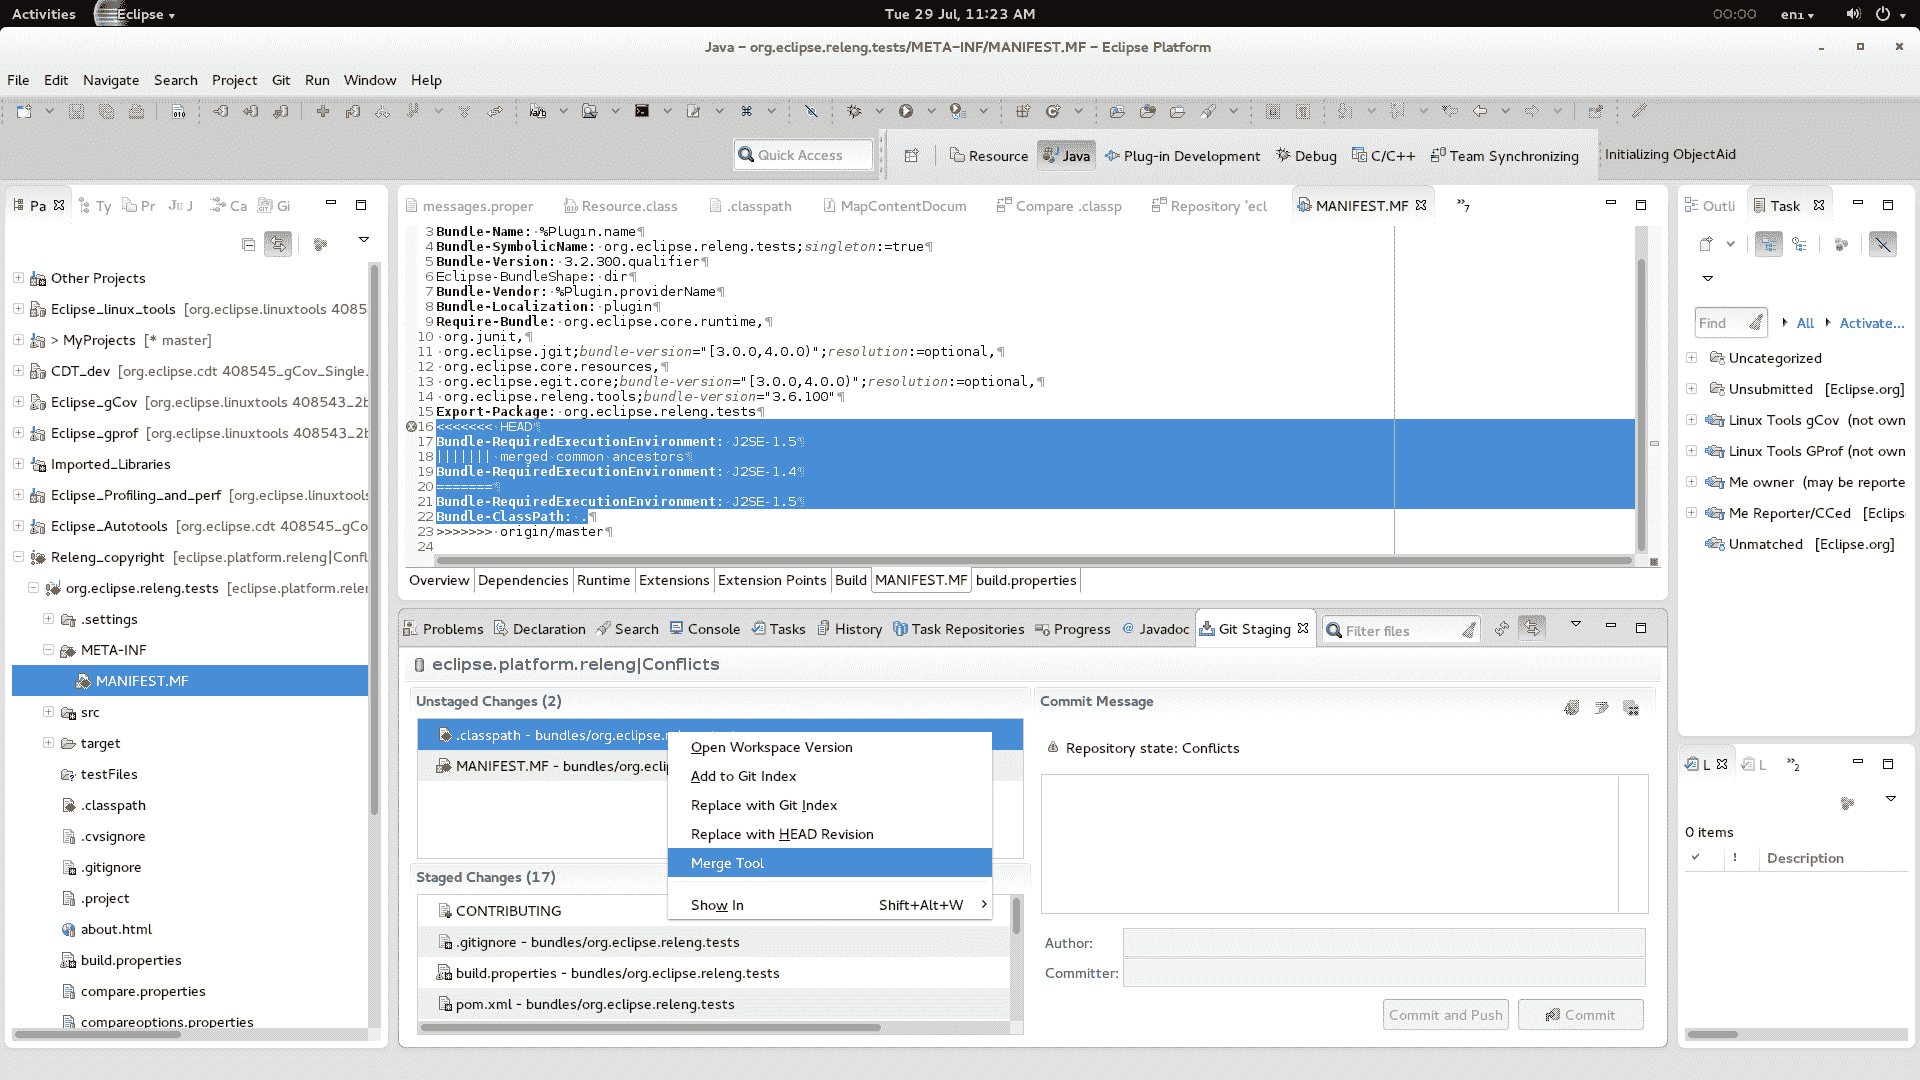 Activities
Eclipse
Tue 29 Jul, 11:23 AM
00:00
en₁
Java – org.eclipse.releng.tests/META-INF/MANIFEST.MF – Eclipse Platform
File Edit Navigate Search Project Git Run Window Help
Quick Access
Resource
Java
Plug-in Development
Debug
C/C++
Team Synchronizing
Initializing ObjectAid
Pa
Ty
Pr
Ju J
Ca
Gi
Other Projects
Eclipse_linux_tools [org.eclipse.linuxtools 4085
> MyProjects [* master]
CDT_dev [org.eclipse.cdt 408545_gCov_Single.
Eclipse_gCov [org.eclipse.linuxtools 408543_2b
Eclipse_gprof [org.eclipse.linuxtools 408543_2b
Imported_Libraries
Eclipse_Profiling_and_perf [org.eclipse.linuxtools
Eclipse_Autotools [org.eclipse.cdt 408545_gCo
Releng_copyright [eclipse.platform.releng|Confl
org.eclipse.releng.tests [eclipse.platform.reler
.settings
META-INF
MANIFEST.MF
src
target
testFiles
.classpath
.cvsignore
.gitignore
.project
about.html
build.properties
compare.properties
compareoptions.properties
messages.proper
Resource.class
.classpath
MapContentDocum
Compare .classp
Repository 'ecl
MANIFEST.MF
»7
3 Bundle-Name: %Plugin.name¶
4 Bundle-SymbolicName: org.eclipse.releng.tests;singleton:=true¶
5 Bundle-Version: 3.2.300.qualifier¶
6 Eclipse-BundleShape: dir¶
7 Bundle-Vendor: %Plugin.providerName¶
8 Bundle-Localization: plugin¶
9 Require-Bundle: org.eclipse.core.runtime,¶
10 org.junit,¶
11 org.eclipse.jgit;bundle-version="[3.0.0,4.0.0)";resolution:=optional,¶
12 org.eclipse.core.resources,¶
13 org.eclipse.egit.core;bundle-version="[3.0.0,4.0.0)";resolution:=optional,¶
14 org.eclipse.releng.tools;bundle-version="3.6.100"¶
15 Export-Package: org.eclipse.releng.tests¶
16 <<<<<<< HEAD¶
17 Bundle-RequiredExecutionEnvironment: J2SE-1.5¶
18 ||||||| merged common ancestors¶
19 Bundle-RequiredExecutionEnvironment: J2SE-1.4¶
20 =======¶
21 Bundle-RequiredExecutionEnvironment: J2SE-1.5¶
22 Bundle-ClassPath: .¶
23 >>>>>>> origin/master¶
24
Overview
Dependencies
Runtime
Extensions
Extension Points
Build
MANIFEST.MF
build.properties
Problems
Declaration
Search
Console
Tasks
History
Task Repositories
Progress
@ Javadoc
Git Staging
Filter files
eclipse.platform.releng|Conflicts
Unstaged Changes (2)
.classpath - bundles/org.eclipse.re
MANIFEST.MF - bundles/org.ecli
Open Workspace Version
Add to Git Index
Replace with Git Index
Replace with HEAD Revision
Merge Tool
Show In Shift+Alt+W
Staged Changes (17)
CONTRIBUTING
.gitignore - bundles/org.eclipse.releng.tests
build.properties - bundles/org.eclipse.releng.tests
pom.xml - bundles/org.eclipse.releng.tests
Commit Message
Repository state: Conflicts
Author:
Committer:
Commit and Push
Commit
Outli
Task
Find
All
Activate...
Uncategorized
Unsubmitted [Eclipse.org]
Linux Tools gCov (not own
Linux Tools GProf (not own
Me owner (may be reporte
Me Reporter/CCed [Eclips
Unmatched [Eclipse.org]
L
L
»2
0 items
! Description